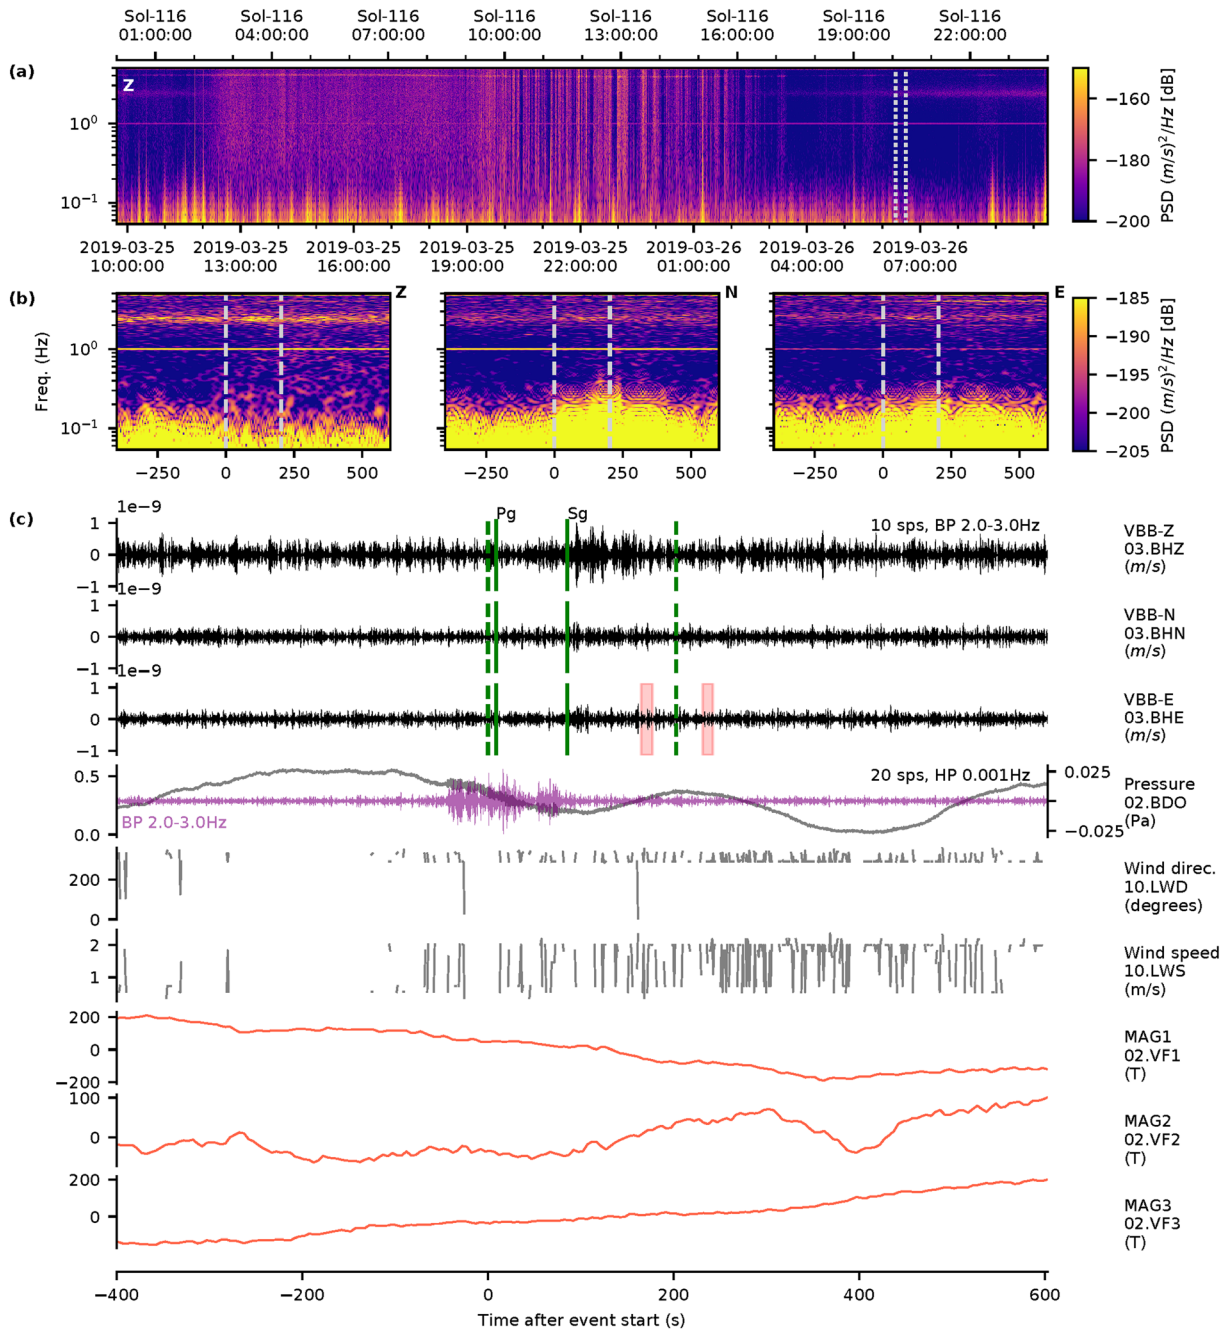 Sol-116 Sol-116 Sol-116 Sol-116 Sol-116 Sol-116 Sol-116 Sol-116
01:00:00 04:00:00 07:00:00 10:00:00 13:00:00 16:00:00 19:00:00 22:00:00
(a)
Z
10⁰
10⁻¹
−160
−180
−200
PSD (m/s)²/Hz [dB]
2019-03-25 2019-03-25 2019-03-25 2019-03-25 2019-03-25 2019-03-26 2019-03-26 2019-03-26
10:00:00 13:00:00 16:00:00 19:00:00 22:00:00 01:00:00 04:00:00 07:00:00
(b)
Z N E
Freq. (Hz)
10⁰
10⁻¹
−250 0 250 500 −250 0 250 500 −250 0 250 500
−185
−190
−195
−200
−205
PSD (m/s)²/Hz [dB]
(c)
1e−9
Pg Sg
10 sps, BP 2.0-3.0Hz
1
0
−1
VBB-Z
03.BHZ
(m/s)
1e−9
1
0
−1
VBB-N
03.BHN
(m/s)
1e−9
1
0
−1
VBB-E
03.BHE
(m/s)
0.5
0.0
BP 2.0-3.0Hz
20 sps, HP 0.001Hz
0.025
−0.025
Pressure
02.BDO
(Pa)
200
0
Wind direc.
10.LWD
(degrees)
2
1
Wind speed
10.LWS
(m/s)
200
0
−200
MAG1
02.VF1
(T)
100
0
MAG2
02.VF2
(T)
200
0
MAG3
02.VF3
(T)
−400 −200 0 200 400 600
Time after event start (s)